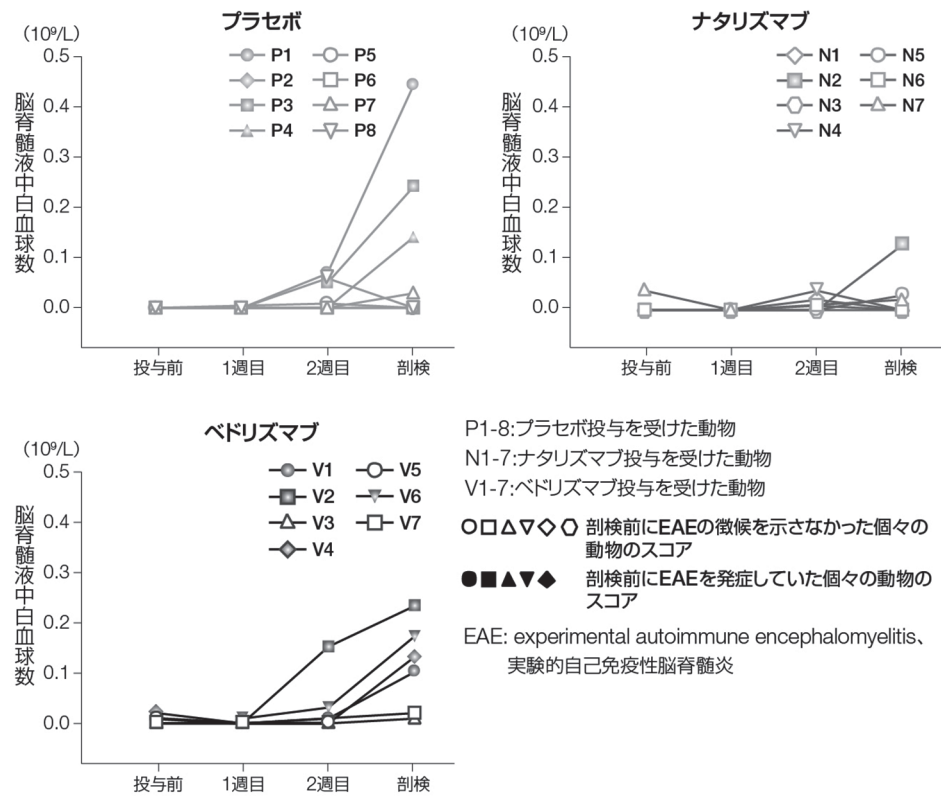 プラセボ
（10⁹/L）
0.5
0.4
0.3
0.2
0.1
0.0
脳脊髄液中白血球数
P1
P2
P3
P4
P5
P6
P7
P8
投与前
1週目
2週目
剖検
ナタリズマブ
（10⁹/L）
0.5
0.4
0.3
0.2
0.1
0.0
脳脊髄液中白血球数
N1
N2
N3
N4
N5
N6
N7
投与前
1週目
2週目
剖検
ベドリズマブ
（10⁹/L）
0.5
0.4
0.3
0.2
0.1
0.0
脳脊髄液中白血球数
V1
V2
V3
V4
V5
V6
V7
投与前
1週目
2週目
剖検
P1-8:プラセボ投与を受けた動物
N1-7:ナタリズマブ投与を受けた動物
V1-7:ベドリズマブ投与を受けた動物
剖検前にEAEの徴候を示さなかった個々の
動物のスコア
剖検前にEAEを発症していた個々の動物の
スコア
EAE: experimental autoimmune encephalomyelitis、
実験的自己免疫性脳脊髄炎